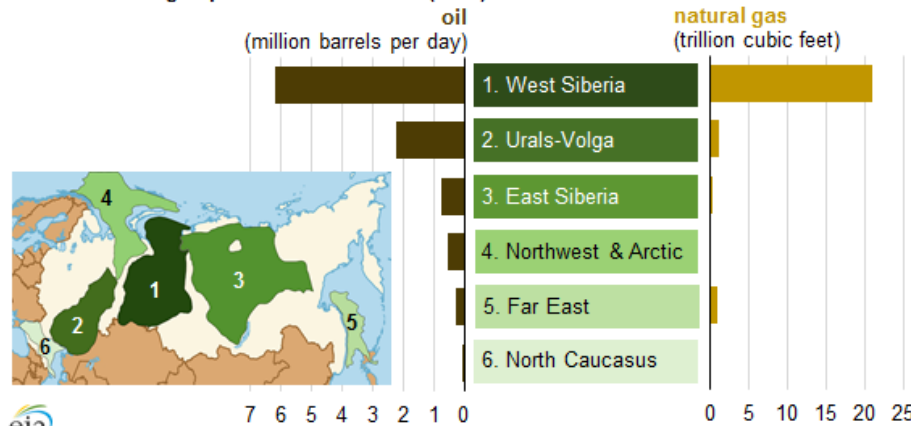 oil
(million barrels per day)
natural gas
(trillion cubic feet)
1. West Siberia
2. Urals-Volga
3. East Siberia
4. Northwest & Arctic
5. Far East
6. North Caucasus
4
1
3
2
5
6
7 6 5 4 3 2 1 0
0 5 10 15 20 25
eia